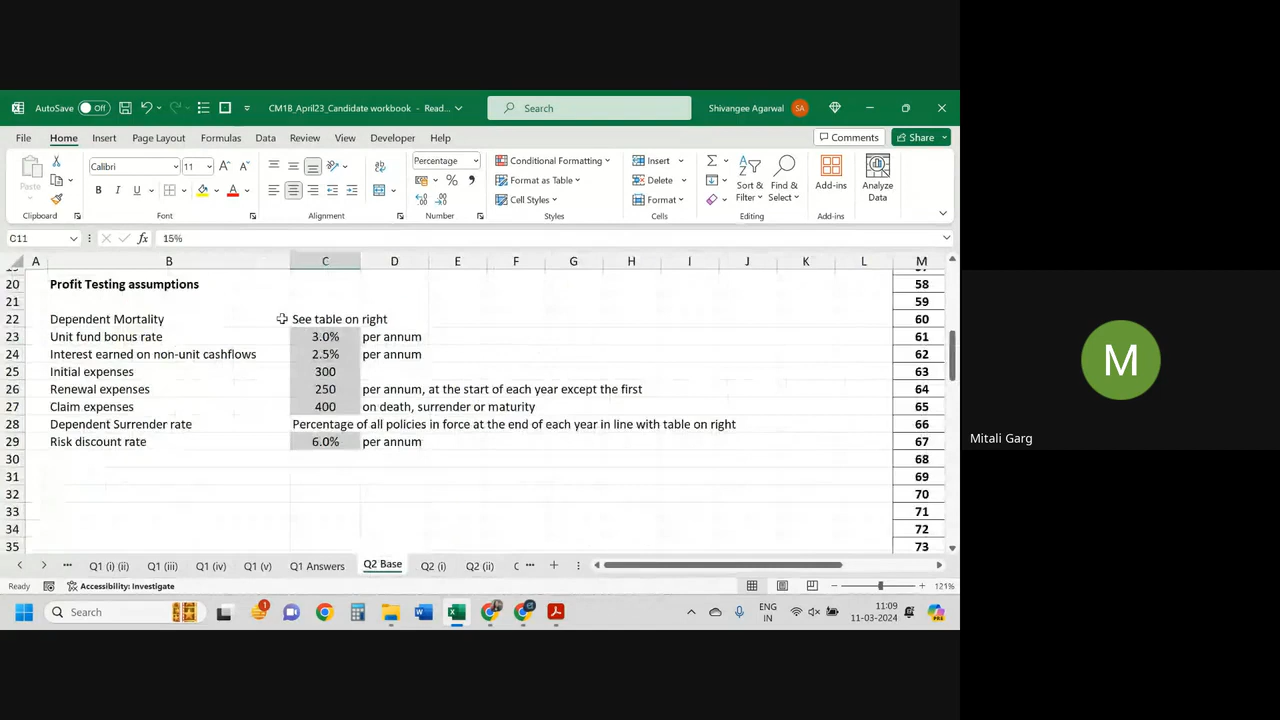 AutoSave Off CM1B_April23_Candidate workbook - Read... Search Shivangee Agarwal SA
File Home Insert Page Layout Formulas Data Review View Developer Help Comments Share
Calibri 11 A A ab Percentage Conditional Formatting Insert Σ
Paste B I U A % 9 Format as Table Delete Sort & Filter Find & Select Add-ins Analyze Data
Cell Styles Format
Clipboard Font Alignment Number Styles Cells Editing Add-ins
C11 fx 15%
A B C D E F G H I J K L M
20 Profit Testing assumptions 58
21 59
22 Dependent Mortality See table on right 60
23 Unit fund bonus rate 3.0% per annum 61
24 Interest earned on non-unit cashflows 2.5% per annum 62
25 Initial expenses 300 63
26 Renewal expenses 250 per annum, at the start of each year except the first 64
27 Claim expenses 400 on death, surrender or maturity 65
28 Dependent Surrender rate Percentage of all policies in force at the end of each year in line with table on right 66
29 Risk discount rate 6.0% per annum 67
30 68
31 69
32 70
33 71
34 72
35 73
Q1 (i) (ii) Q1 (iii) Q1 (iv) Q1 (v) Q1 Answers Q2 Base Q2 (i) Q2 (ii)
Ready Accessibility: Investigate 121%
Search ENG IN 11:09 11-03-2024
M
Mitali Garg